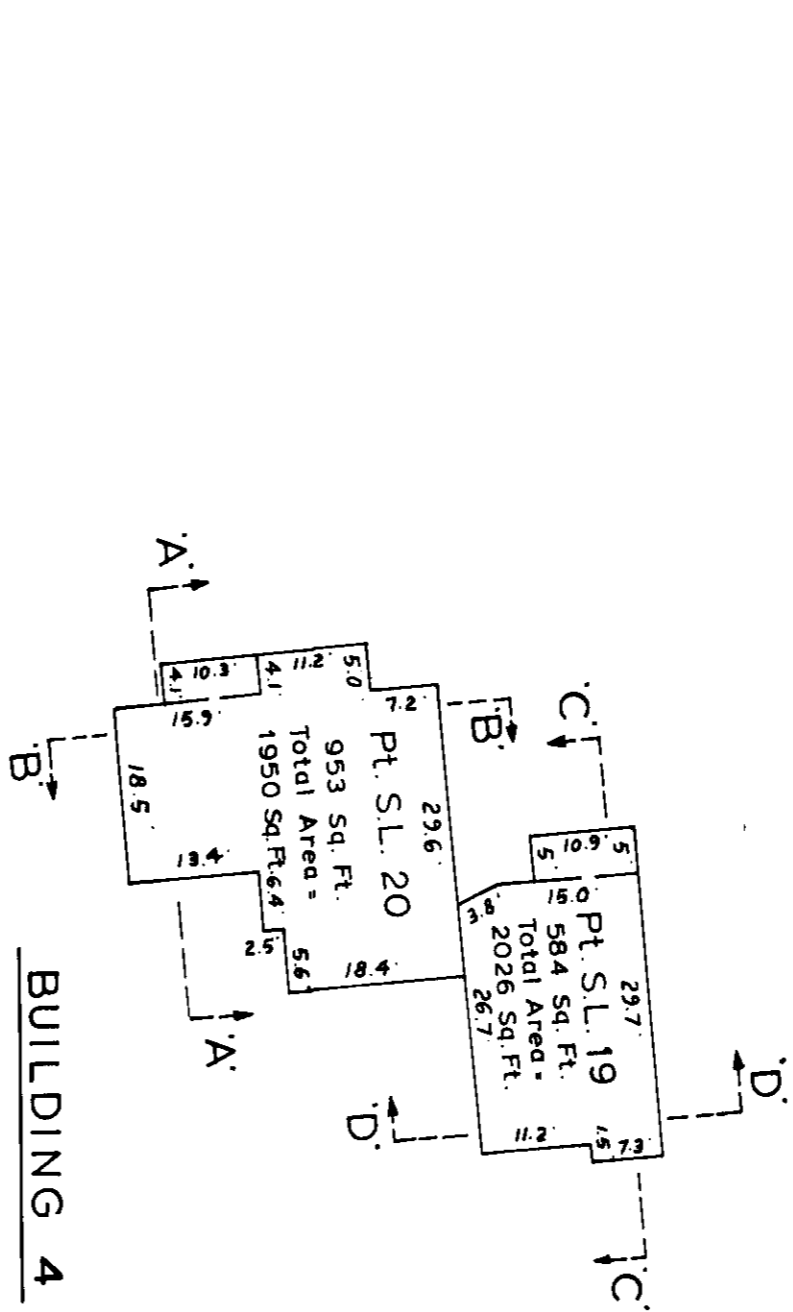 'A'
'B'
'C'
'D'
4.1
10.3
4.1
11.2
5.0
7.2
15.9
18.5
13.4
6.4
2.5
5.6
18.4
29.6
Pt. S.L. 20
953 Sq. Ft.
Total Area =
1950 Sq. Ft.
'B'
'A'
5
10.9
5
15.0
3.8
29.7
26.7
11.2
1.5
7.3
Pt. S.L. 19
584 Sq. Ft.
Total Area =
2026 Sq. Ft.
'D'
'C'
BUILDING 4